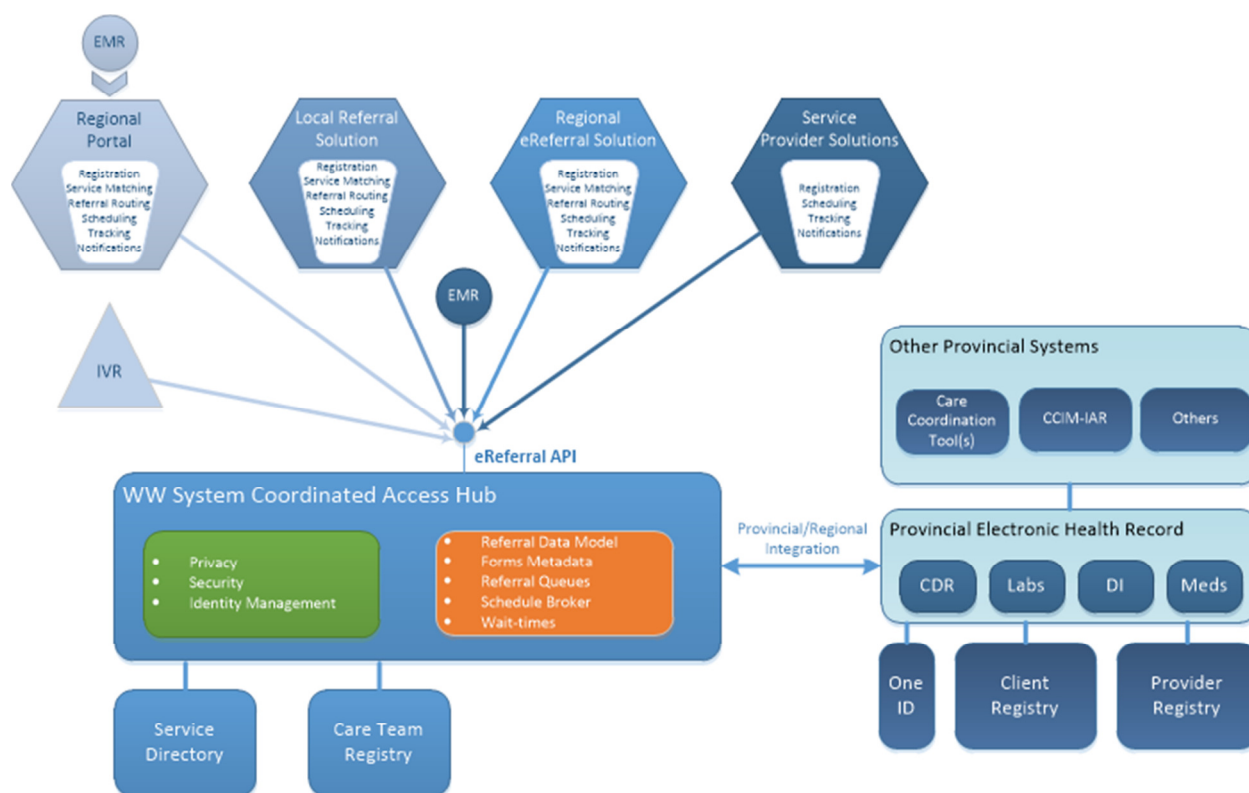 EMR
Regional
Portal
Registration
Service Matching
Referral Routing
Scheduling
Tracking
Notifications
Local Referral
Solution
Registration
Service Matching
Referral Routing
Scheduling
Tracking
Notifications
Regional
eReferral Solution
Registration
Service Matching
Referral Routing
Scheduling
Tracking
Notifications
Service
Provider Solutions
Registration
Scheduling
Tracking
Notifications
EMR
IVR
eReferral API
WW System Coordinated Access Hub
• Privacy
• Security
• Identity Management
• Referral Data Model
• Forms Metadata
• Referral Queues
• Schedule Broker
• Wait-times
Service
Directory
Care Team
Registry
Provincial/Regional
Integration
Other Provincial Systems
Care
Coordination
Tool(s)
CCIM-IAR
Others
Provincial Electronic Health Record
CDR
Labs
DI
Meds
One
ID
Client
Registry
Provider
Registry